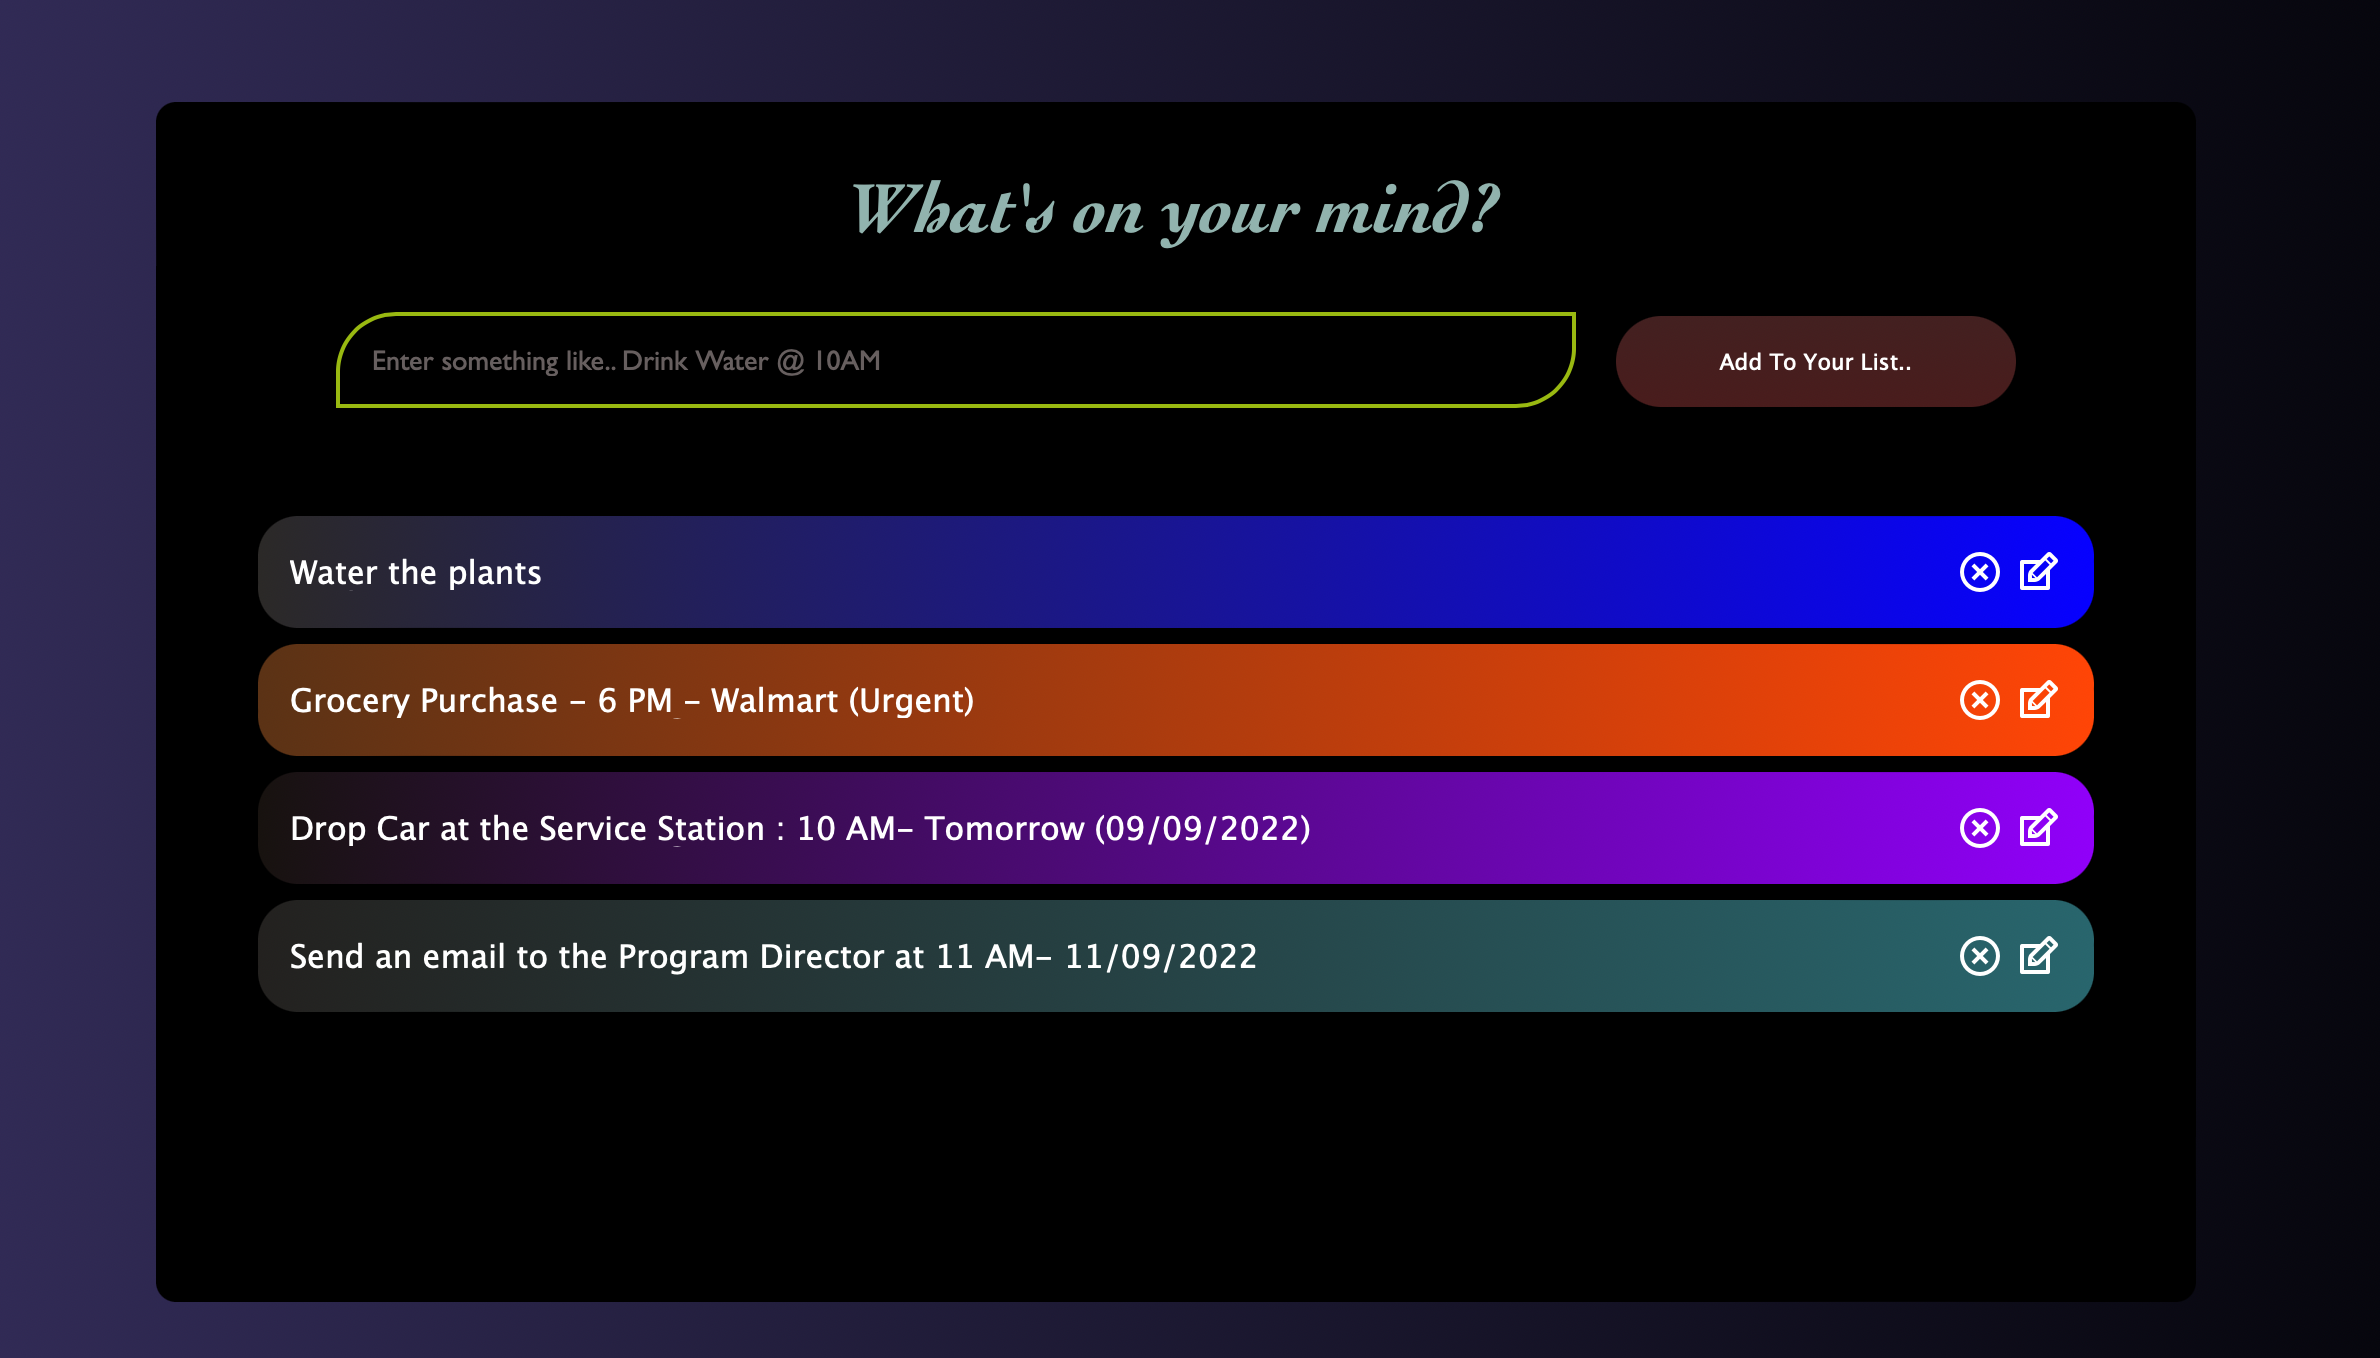 What's on your mind?
Enter something like.. Drink Water @ 10AM
Add To Your List..
Water the plants
Grocery Purchase - 6 PM - Walmart (Urgent)
Drop Car at the Service Station : 10 AM- Tomorrow (09/09/2022)
Send an email to the Program Director at 11 AM- 11/09/2022